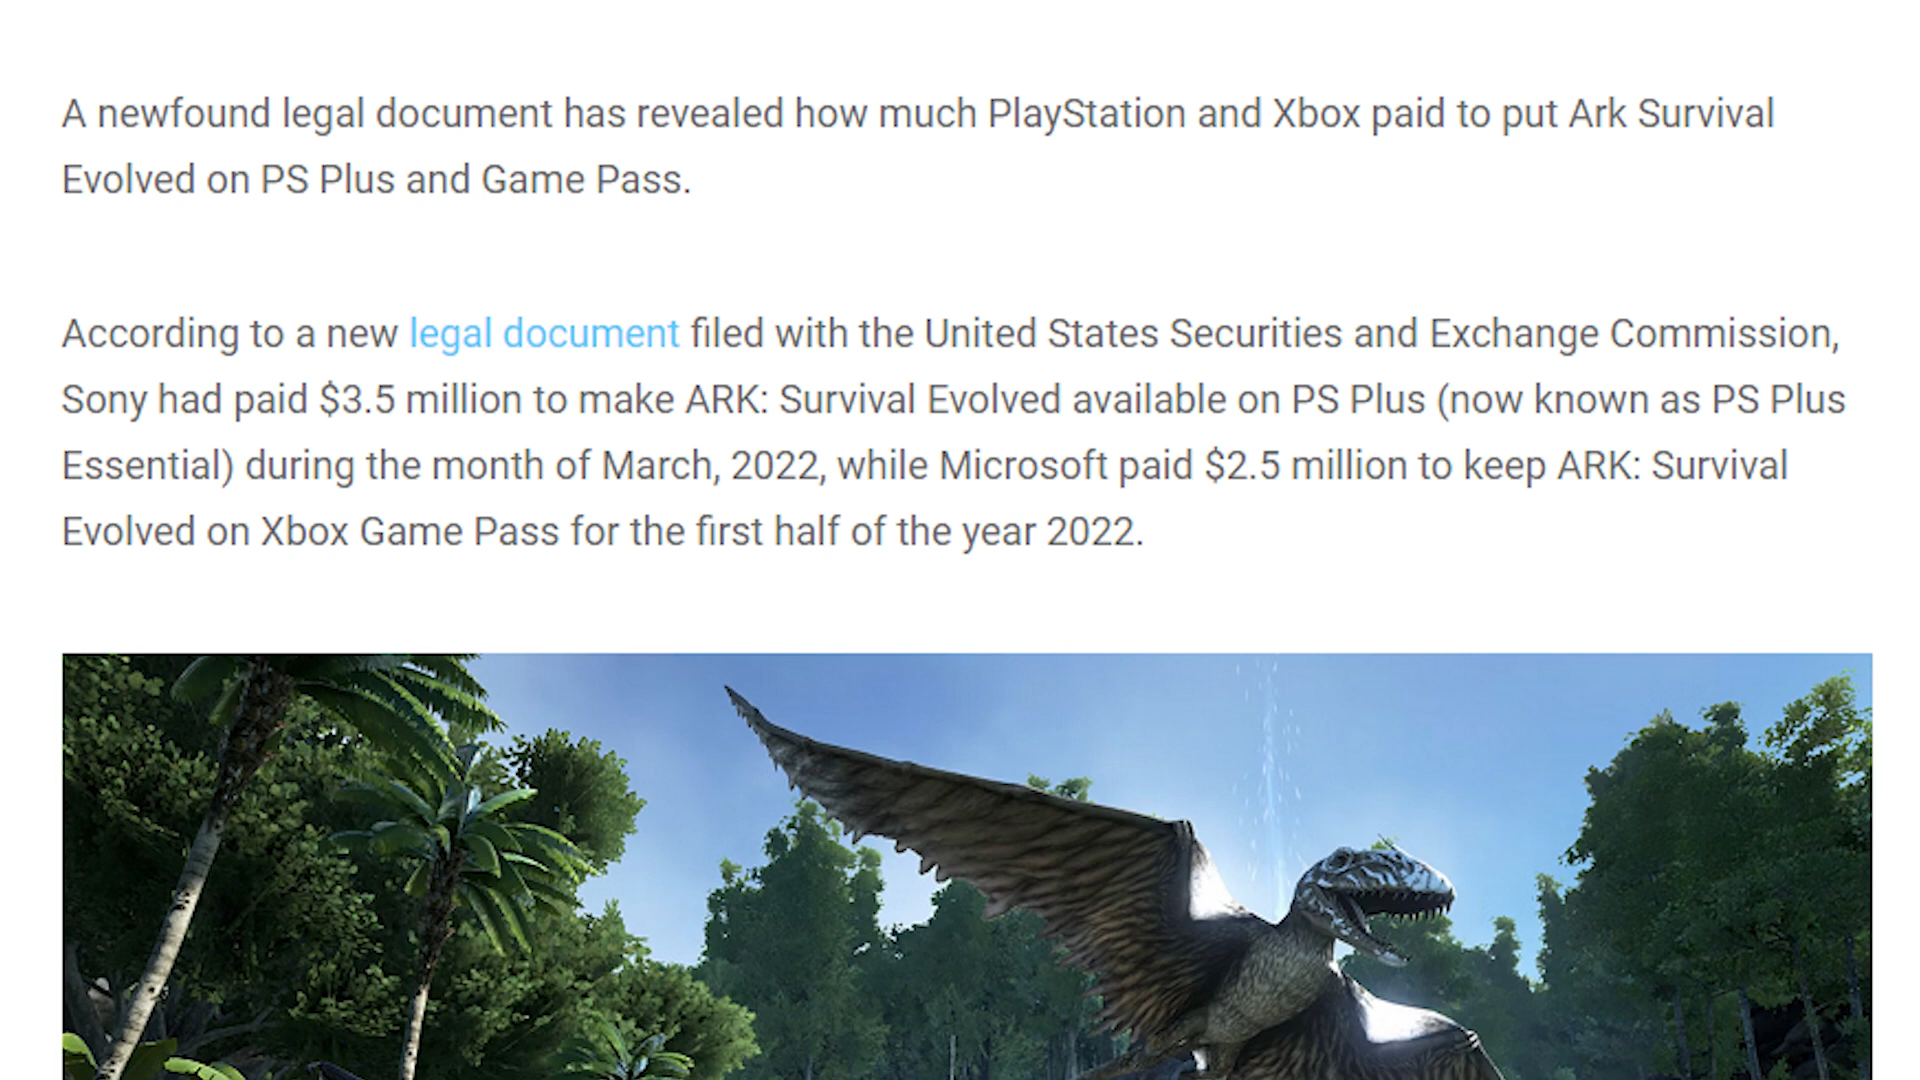 A newfound legal document has revealed how much PlayStation and Xbox paid to put Ark Survival
Evolved on PS Plus and Game Pass.
According to a new legal document filed with the United States Securities and Exchange Commission,
Sony had paid $3.5 million to make ARK: Survival Evolved available on PS Plus (now known as PS Plus
Essential) during the month of March, 2022, while Microsoft paid $2.5 million to keep ARK: Survival
Evolved on Xbox Game Pass for the first half of the year 2022.